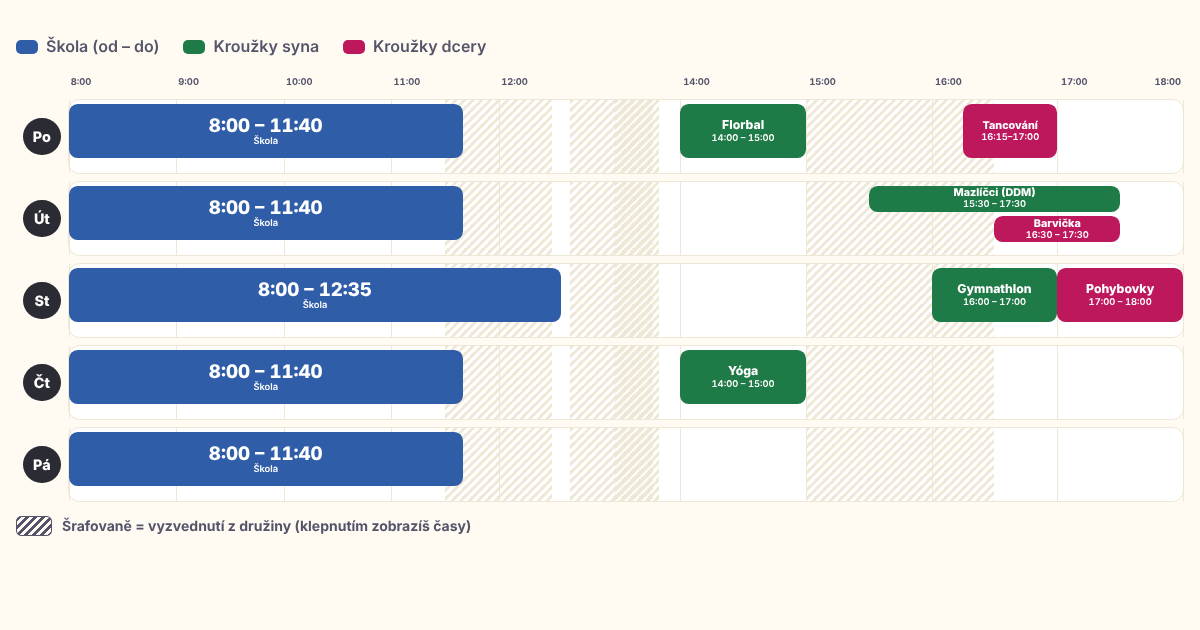 Škola (od – do) Kroužky syna Kroužky dcery
8:00 9:00 10:00 11:00 12:00 14:00 15:00 16:00 17:00 18:00
Po
8:00 – 11:40
Škola
Florbal
14:00 – 15:00
Tancování
16:15–17:00
Út
8:00 – 11:40
Škola
Mazlíčci (DDM)
15:30 – 17:30
Barvička
16:30 – 17:30
St
8:00 – 12:35
Škola
Gymnathlon
16:00 – 17:00
Pohybovky
17:00 – 18:00
Čt
8:00 – 11:40
Škola
Yóga
14:00 – 15:00
Pá
8:00 – 11:40
Škola
Šrafovaně = vyzvednutí z družiny (klepnutím zobrazíš časy)